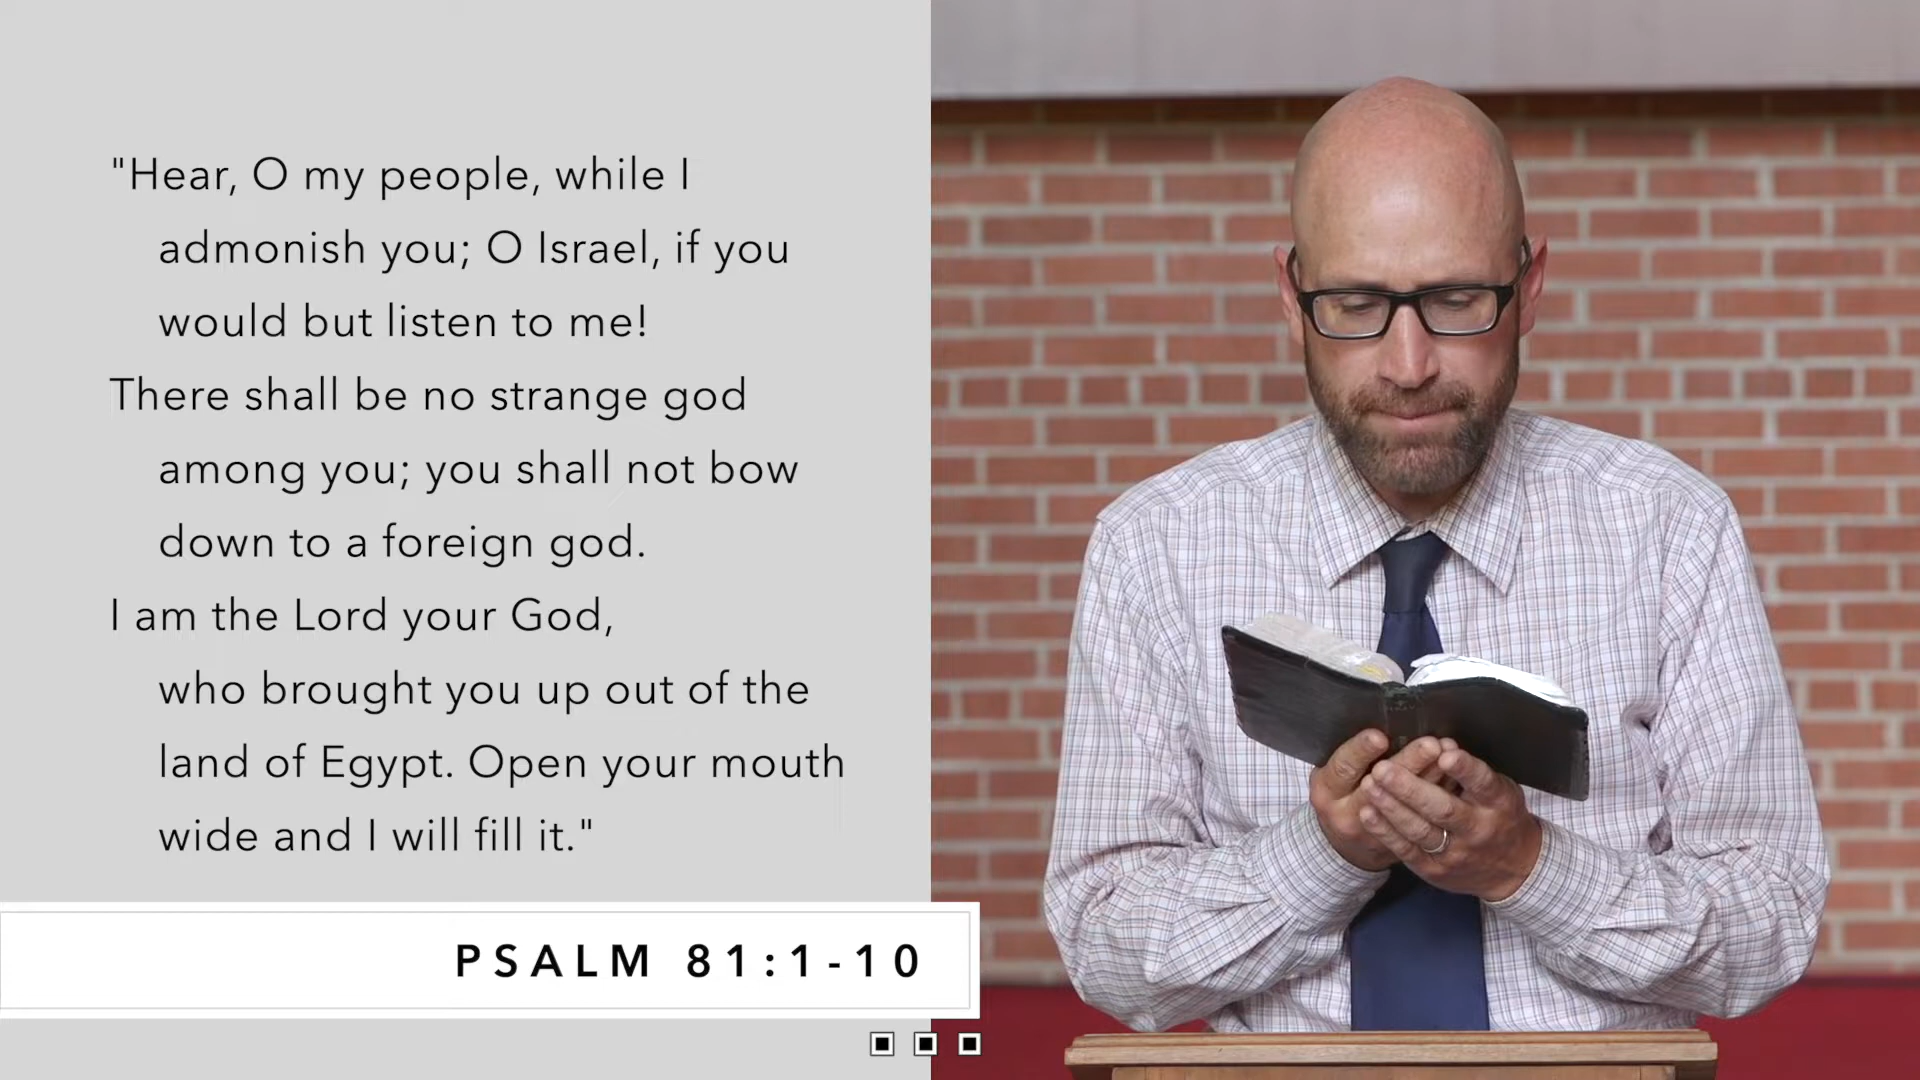 "Hear, O my people, while I
admonish you; O Israel, if you
would but listen to me!
There shall be no strange god
among you; you shall not bow
down to a foreign god.
I am the Lord your God,
who brought you up out of the
land of Egypt. Open your mouth
wide and I will fill it."
PSALM 81:1-10